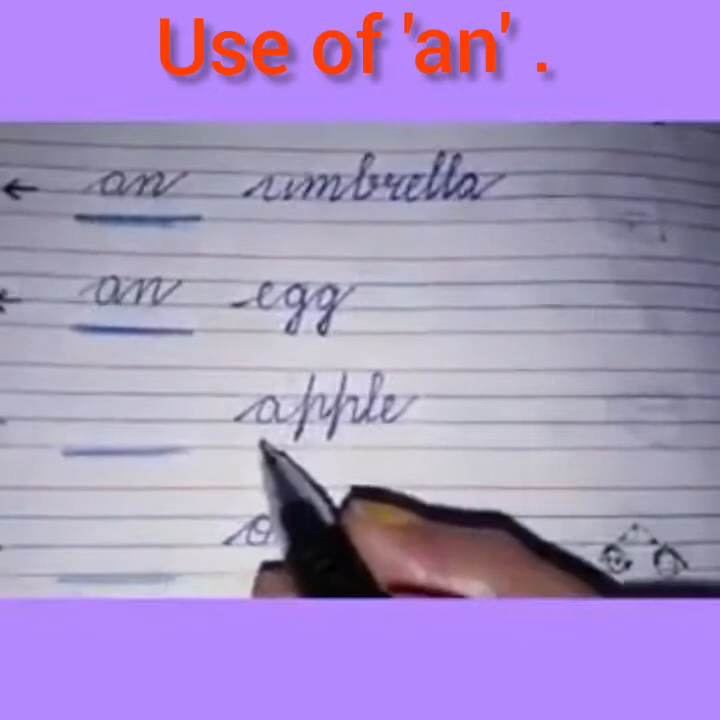 Use of 'an' .
← an umbrella
← an egg
apple